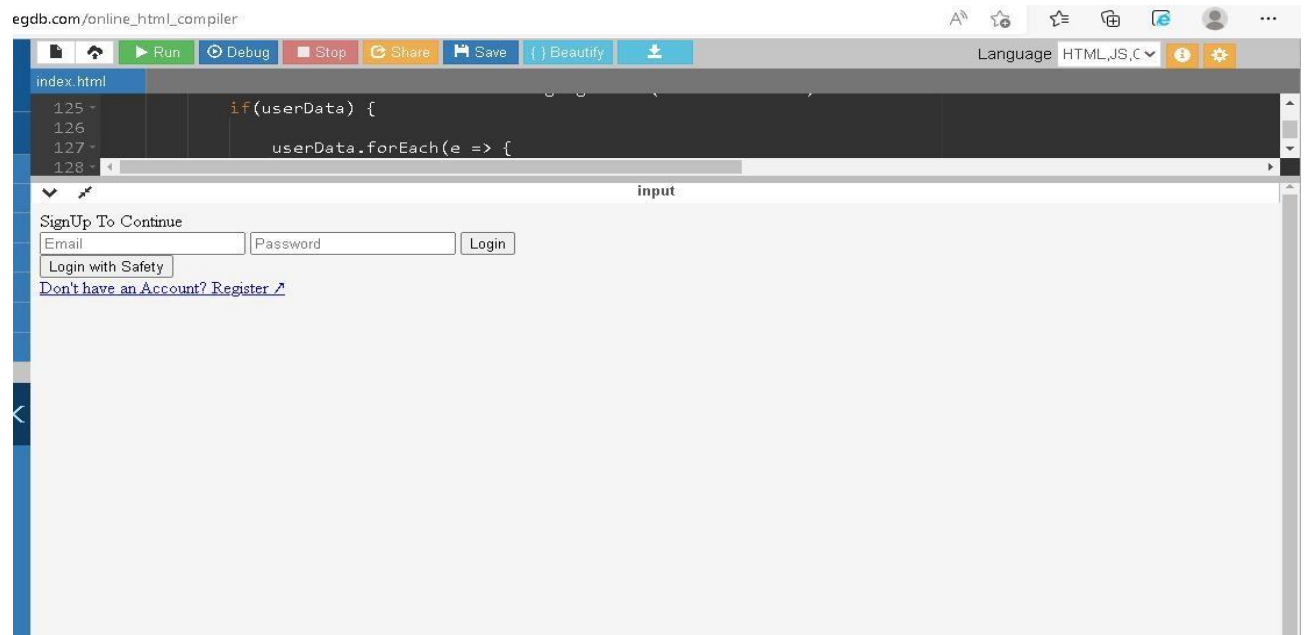 egdb.com/online_html_compiler
Run Debug Stop Share Save { } Beautify Language HTML,JS,C
index.html
125 if(userData) {
126
127 userData.forEach(e => {
128
input
SignUp To Continue
Email Password Login
Login with Safety
Don't have an Account? Register ↗